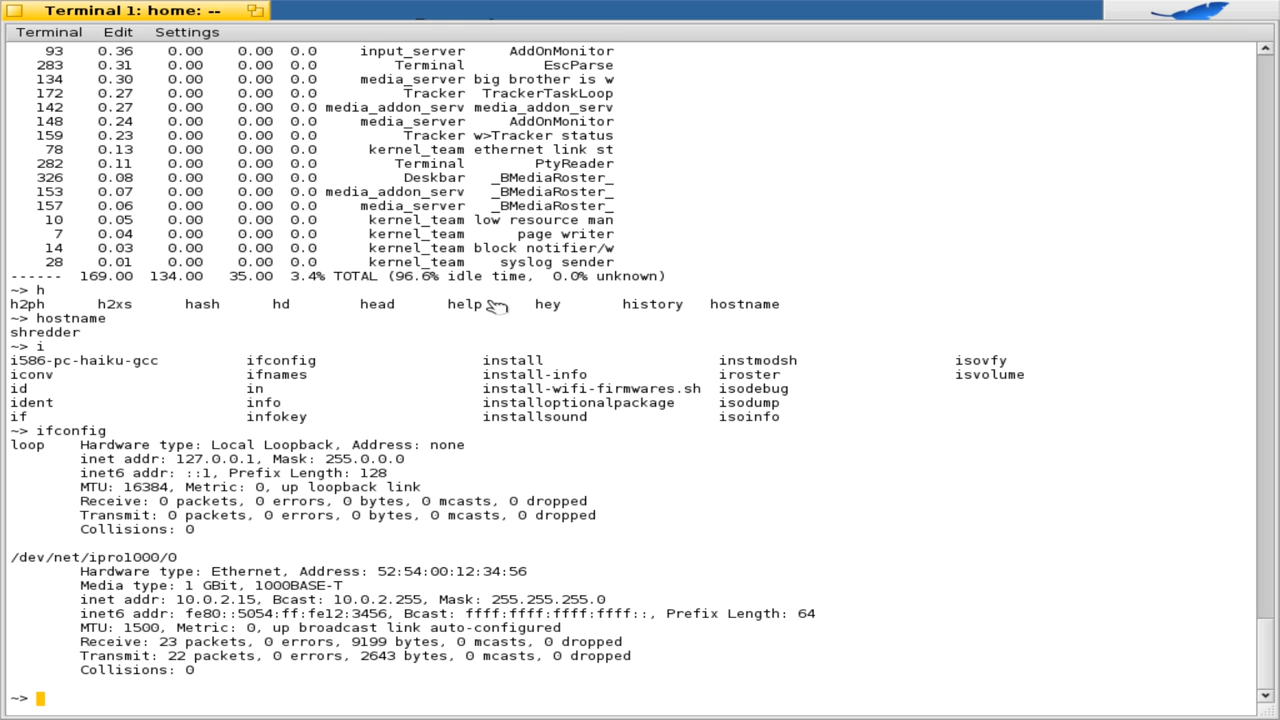 Terminal 1: home: --
Terminal Edit Settings
93 0.36 0.00 0.00 0.0 input_server AddOnMonitor
283 0.31 0.00 0.00 0.0 Terminal EscParse
134 0.30 0.00 0.00 0.0 media_server big brother is w
172 0.27 0.00 0.00 0.0 Tracker TrackerTaskLoop
142 0.27 0.00 0.00 0.0 media_addon_serv media_addon_serv
148 0.24 0.00 0.00 0.0 media_server AddOnMonitor
159 0.23 0.00 0.00 0.0 Tracker w>Tracker status
78 0.13 0.00 0.00 0.0 kernel_team ethernet link st
282 0.11 0.00 0.00 0.0 Terminal PtyReader
326 0.08 0.00 0.00 0.0 Deskbar _BMediaRoster_
153 0.07 0.00 0.00 0.0 media_addon_serv _BMediaRoster_
157 0.06 0.00 0.00 0.0 media_server _BMediaRoster_
10 0.05 0.00 0.00 0.0 kernel_team low resource man
7 0.04 0.00 0.00 0.0 kernel_team page writer
14 0.03 0.00 0.00 0.0 kernel_team block notifier/w
28 0.01 0.00 0.00 0.0 kernel_team syslog sender
------ 169.00 134.00 35.00 3.4% TOTAL (96.6% idle time, 0.0% unknown)
~> h
h2ph h2xs hash hd head help hey history hostname
~> hostname
shredder
~> i
i586-pc-haiku-gcc ifconfig install instmodsh isovfy
iconv ifnames install-info iroster isvolume
id in install-wifi-firmwares.sh isodebug
ident info installoptionalpackage isodump
if infokey installsound isoinfo
~> ifconfig
loop Hardware type: Local Loopback, Address: none
inet addr: 127.0.0.1, Mask: 255.0.0.0
inet6 addr: ::1, Prefix Length: 128
MTU: 16384, Metric: 0, up loopback link
Receive: 0 packets, 0 errors, 0 bytes, 0 mcasts, 0 dropped
Transmit: 0 packets, 0 errors, 0 bytes, 0 mcasts, 0 dropped
Collisions: 0
/dev/net/ipro1000/0
Hardware type: Ethernet, Address: 52:54:00:12:34:56
Media type: 1 GBit, 1000BASE-T
inet addr: 10.0.2.15, Bcast: 10.0.2.255, Mask: 255.255.255.0
inet6 addr: fe80::5054:ff:fe12:3456, Bcast: ffff:ffff:ffff:ffff::, Prefix Length: 64
MTU: 1500, Metric: 0, up broadcast link auto-configured
Receive: 23 packets, 0 errors, 9199 bytes, 0 mcasts, 0 dropped
Transmit: 22 packets, 0 errors, 2643 bytes, 0 mcasts, 0 dropped
Collisions: 0
~>